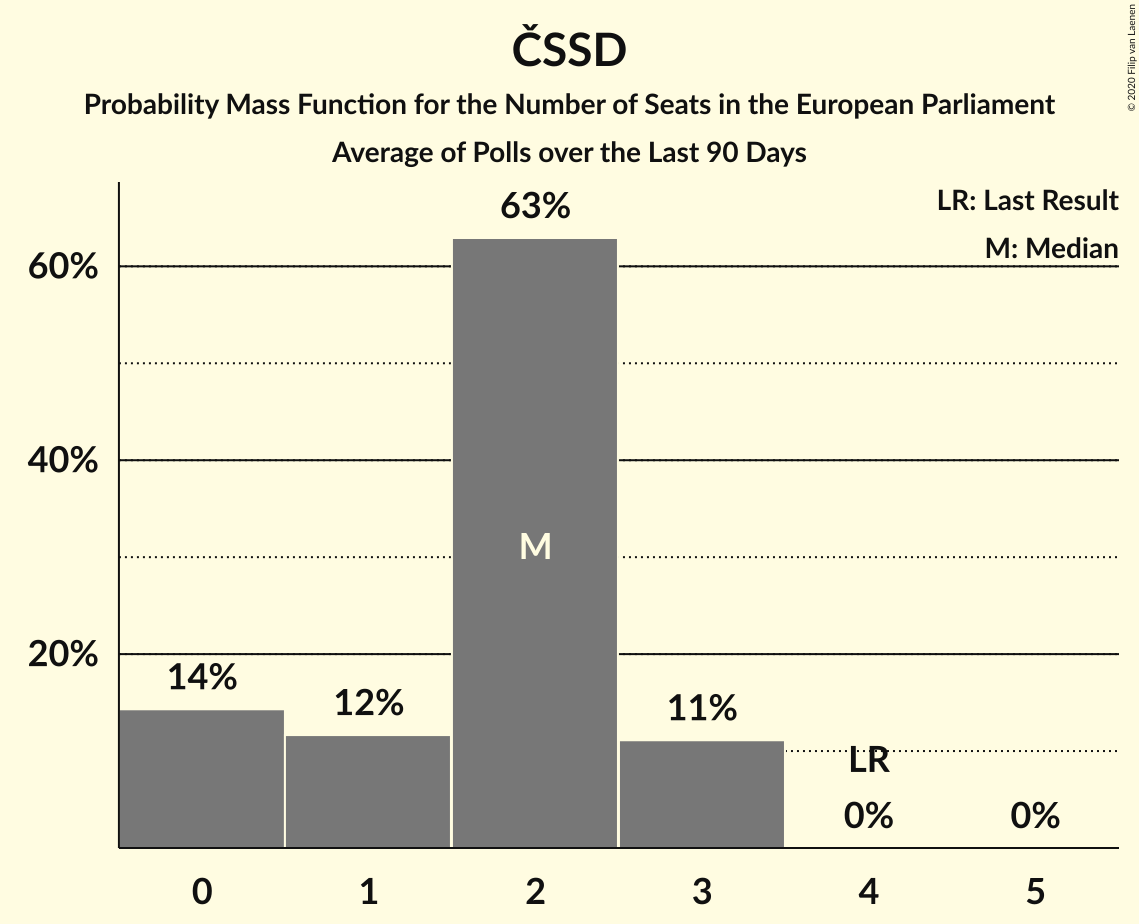 ČSSD
Probability Mass Function for the Number of Seats in the European Parliament
Average of Polls over the Last 90 Days
© 2020 Filip van Laenen
LR: Last Result
M: Median
63%
60%
40%
M
20%
14%
12%
11%
LR
0%
0%
0 1 2 3 4 5